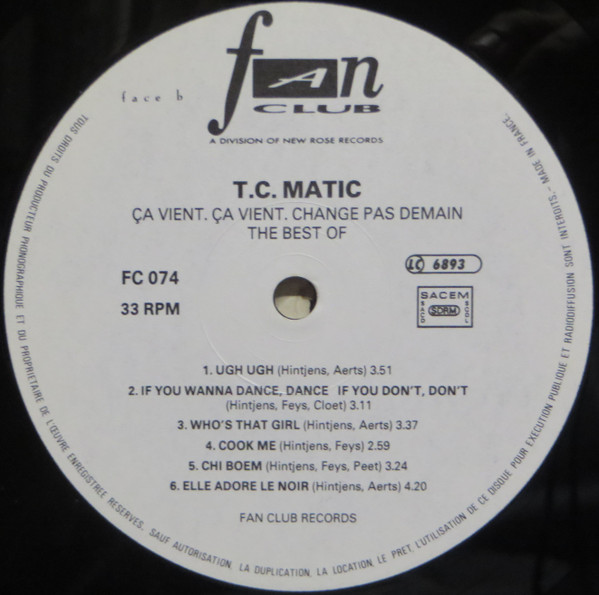 fAn
CLUB
face b
A DIVISION OF NEW ROSE RECORDS
T.C. MATIC
ÇA VIENT. ÇA VIENT. CHANGE PAS DEMAIN
THE BEST OF
FC 074
33 RPM
LC 6893
SACEM
SACD SDRM SGDL
1. UGH UGH (Hintjens, Aerts) 3.51
2. IF YOU WANNA DANCE, DANCE IF YOU DON'T, DON'T
(Hintjens, Feys, Cloet) 3.11
3. WHO'S THAT GIRL (Hintjens, Aerts) 3.37
4. COOK ME (Hintjens, Feys) 2.59
5. CHI BOEM (Hintjens, Feys, Peet) 3.24
6. ELLE ADORE LE NOIR (Hintjens, Aerts) 4.20
FAN CLUB RECORDS
TOUS DROITS DU PRODUCTEUR PHONOGRAPHIQUE ET DU PROPRIETAIRE DE L'ŒUVRE ENREGISTREE RESERVES. SAUF AUTORISATION, LA DUPLICATION, LA LOCATION, LE PRET, L'UTILISATION DE CE DISQUE POUR EXECUTION PUBLIQUE ET RADIODIFFUSION SONT INTERDITS. - MADE IN FRANCE.